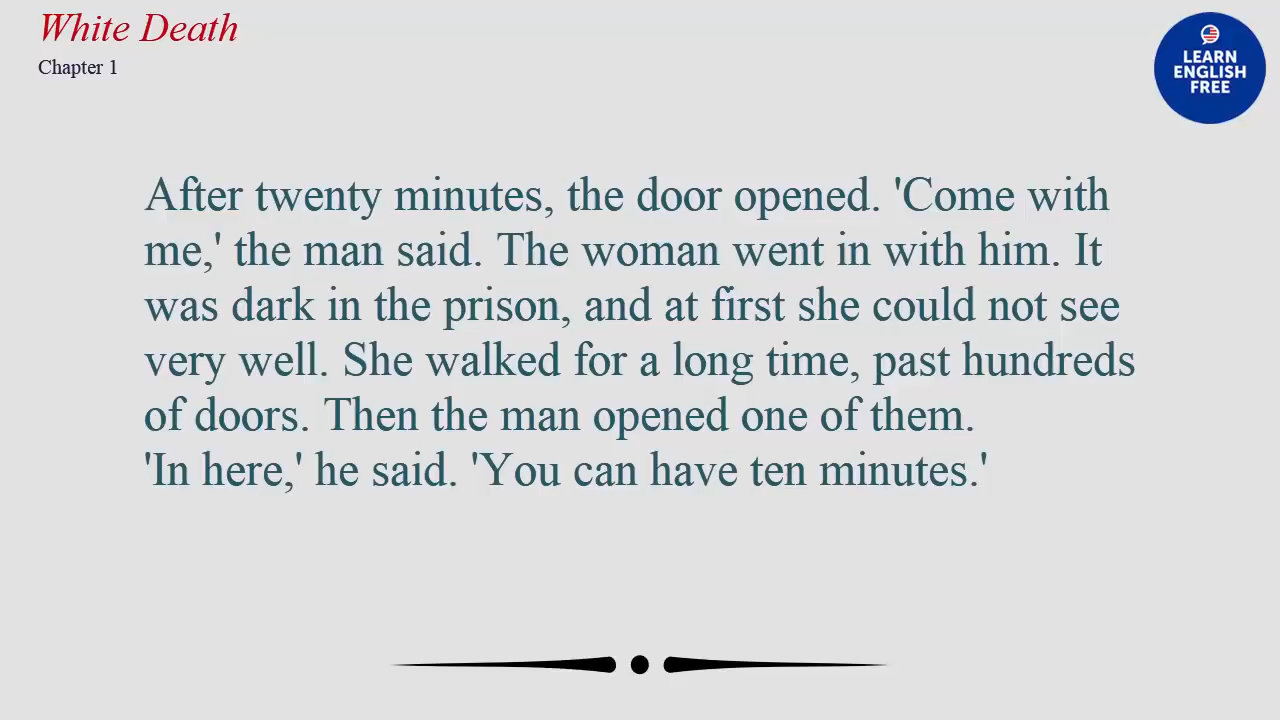 White Death
Chapter 1
LEARN
ENGLISH
FREE
After twenty minutes, the door opened. 'Come with
me,' the man said. The woman went in with him. It
was dark in the prison, and at first she could not see
very well. She walked for a long time, past hundreds
of doors. Then the man opened one of them.
'In here,' he said. 'You can have ten minutes.'